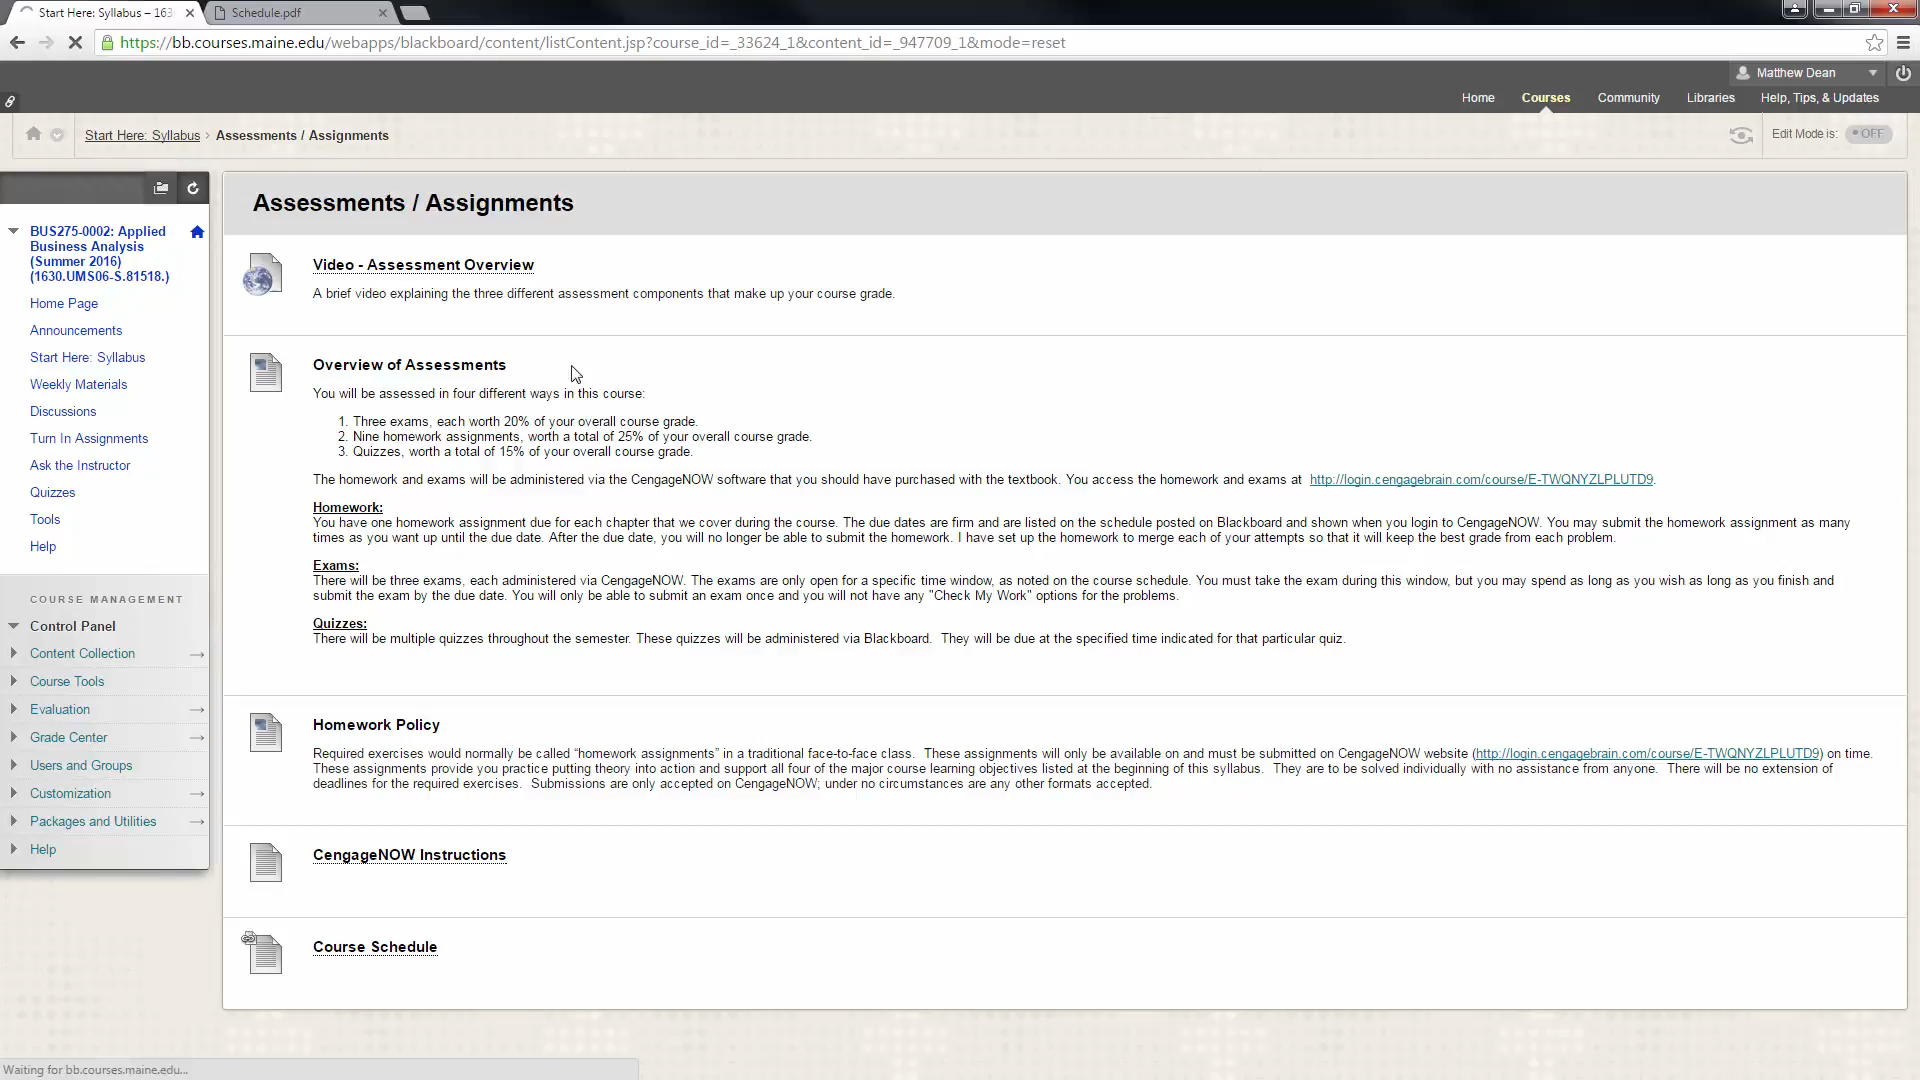 Start Here: Syllabus – 163
Schedule.pdf
https://bb.courses.maine.edu/webapps/blackboard/content/listContent.jsp?course_id=_33624_1&content_id=_947709_1&mode=reset
Matthew Dean
Home Courses Community Libraries Help, Tips, & Updates
Start Here: Syllabus > Assessments / Assignments
Edit Mode is: • OFF
BUS275-0002: Applied
Business Analysis
(Summer 2016)
(1630.UMS06-S.81518.)
Home Page
Announcements
Start Here: Syllabus
Weekly Materials
Discussions
Turn In Assignments
Ask the Instructor
Quizzes
Tools
Help
COURSE MANAGEMENT
Control Panel
Content Collection
Course Tools
Evaluation
Grade Center
Users and Groups
Customization
Packages and Utilities
Help
Assessments / Assignments
Video - Assessment Overview
A brief video explaining the three different assessment components that make up your course grade.
Overview of Assessments
You will be assessed in four different ways in this course:
1. Three exams, each worth 20% of your overall course grade.
2. Nine homework assignments, worth a total of 25% of your overall course grade.
3. Quizzes, worth a total of 15% of your overall course grade.
The homework and exams will be administered via the CengageNOW software that you should have purchased with the textbook. You access the homework and exams at http://login.cengagebrain.com/course/E-TWQNYZLPLUTD9.
Homework:
You have one homework assignment due for each chapter that we cover during the course. The due dates are firm and are listed on the schedule posted on Blackboard and shown when you login to CengageNOW. You may submit the homework assignment as many
times as you want up until the due date. After the due date, you will no longer be able to submit the homework. I have set up the homework to merge each of your attempts so that it will keep the best grade from each problem.
Exams:
There will be three exams, each administered via CengageNOW. The exams are only open for a specific time window, as noted on the course schedule. You must take the exam during this window, but you may spend as long as you wish as long as you finish and
submit the exam by the due date. You will only be able to submit an exam once and you will not have any "Check My Work" options for the problems.
Quizzes:
There will be multiple quizzes throughout the semester. These quizzes will be administered via Blackboard. They will be due at the specified time indicated for that particular quiz.
Homework Policy
Required exercises would normally be called “homework assignments” in a traditional face-to-face class. These assignments will only be available on and must be submitted on CengageNOW website (http://login.cengagebrain.com/course/E-TWQNYZLPLUTD9) on time.
These assignments provide you practice putting theory into action and support all four of the major course learning objectives listed at the beginning of this syllabus. They are to be solved individually with no assistance from anyone. There will be no extension of
deadlines for the required exercises. Submissions are only accepted on CengageNOW; under no circumstances are any other formats accepted.
CengageNOW Instructions
Course Schedule
Waiting for bb.courses.maine.edu...